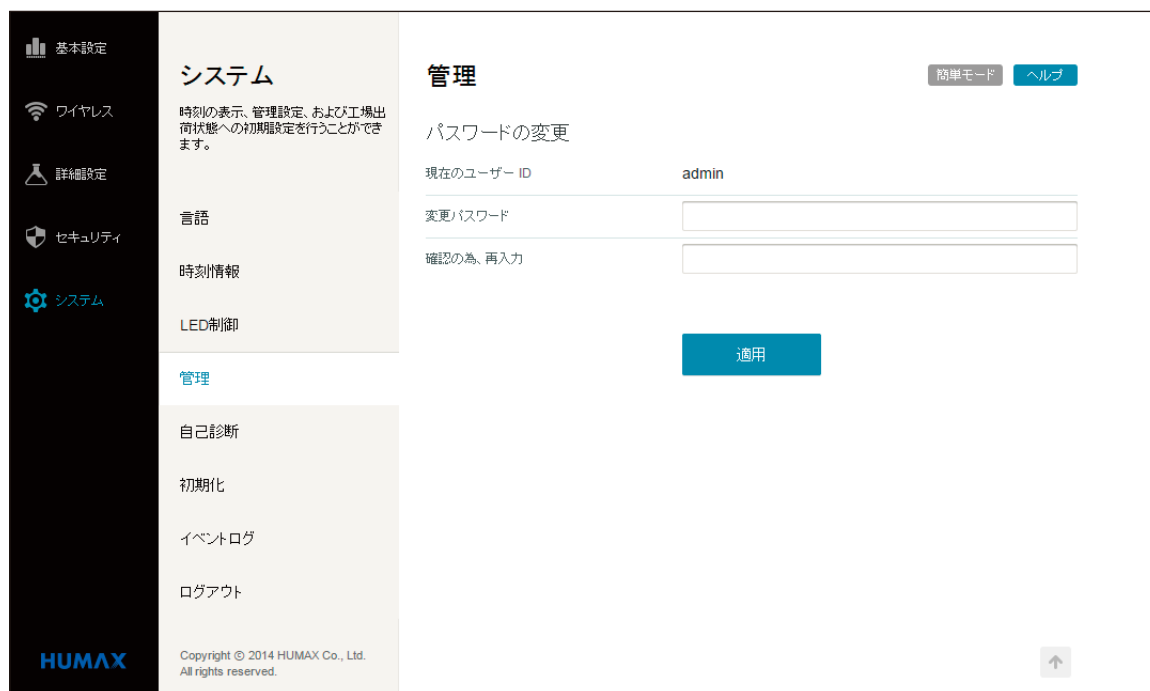 基本設定
ワイヤレス
詳細設定
セキュリティ
システム
HUMAX
システム
時刻の表示、管理設定、および工場出
荷状態への初期設定を行うことができ
ます。
言語
時刻情報
LED制御
管理
自己診断
初期化
イベントログ
ログアウト
Copyright © 2014 HUMAX Co., Ltd.
All rights reserved.
管理
簡単モード ヘルプ
パスワードの変更
現在のユーザー ID admin
変更パスワード
確認の為、再入力
適用